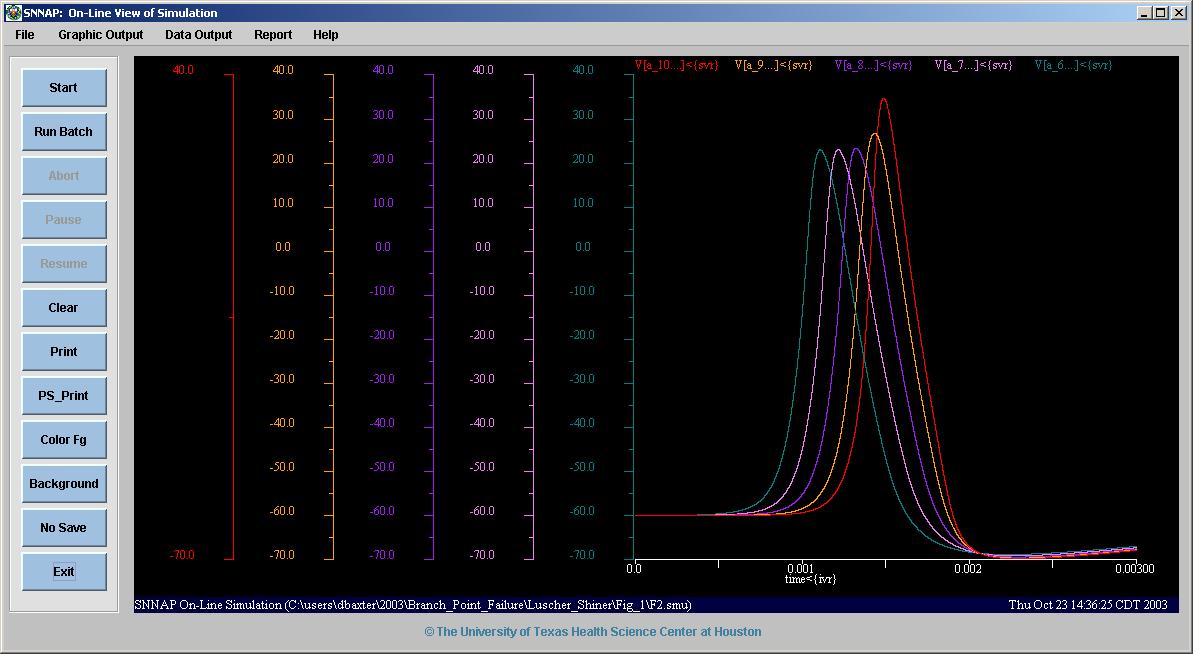 SNNAP: On-Line View of Simulation
File Graphic Output Data Output Report Help
Start
Run Batch
Abort
Pause
Resume
Clear
Print
PS_Print
Color Fg
Background
No Save
Exit
V[a_10...]<{svr} V[a_9...]<{svr} V[a_8...]<{svr} V[a_7...]<{svr} V[a_6...]<{svr}
40.0 40.0 40.0 40.0 40.0
30.0 30.0 30.0 30.0
20.0 20.0 20.0 20.0
10.0 10.0 10.0 10.0
0.0 0.0 0.0 0.0
-10.0 -10.0 -10.0 -10.0
-20.0 -20.0 -20.0 -20.0
-30.0 -30.0 -30.0 -30.0
-40.0 -40.0 -40.0 -40.0
-50.0 -50.0 -50.0 -50.0
-60.0 -60.0 -60.0 -60.0
-70.0 -70.0 -70.0 -70.0 -70.0
0.0 0.001 0.002 0.00300
time<{ivr}
SNNAP On-Line Simulation (C:\users\dbaxter\2003\Branch_Point_Failure\Luscher_Shiner\Fig_1\F2.smu) Thu Oct 23 14:36:25 CDT 2003
© The University of Texas Health Science Center at Houston